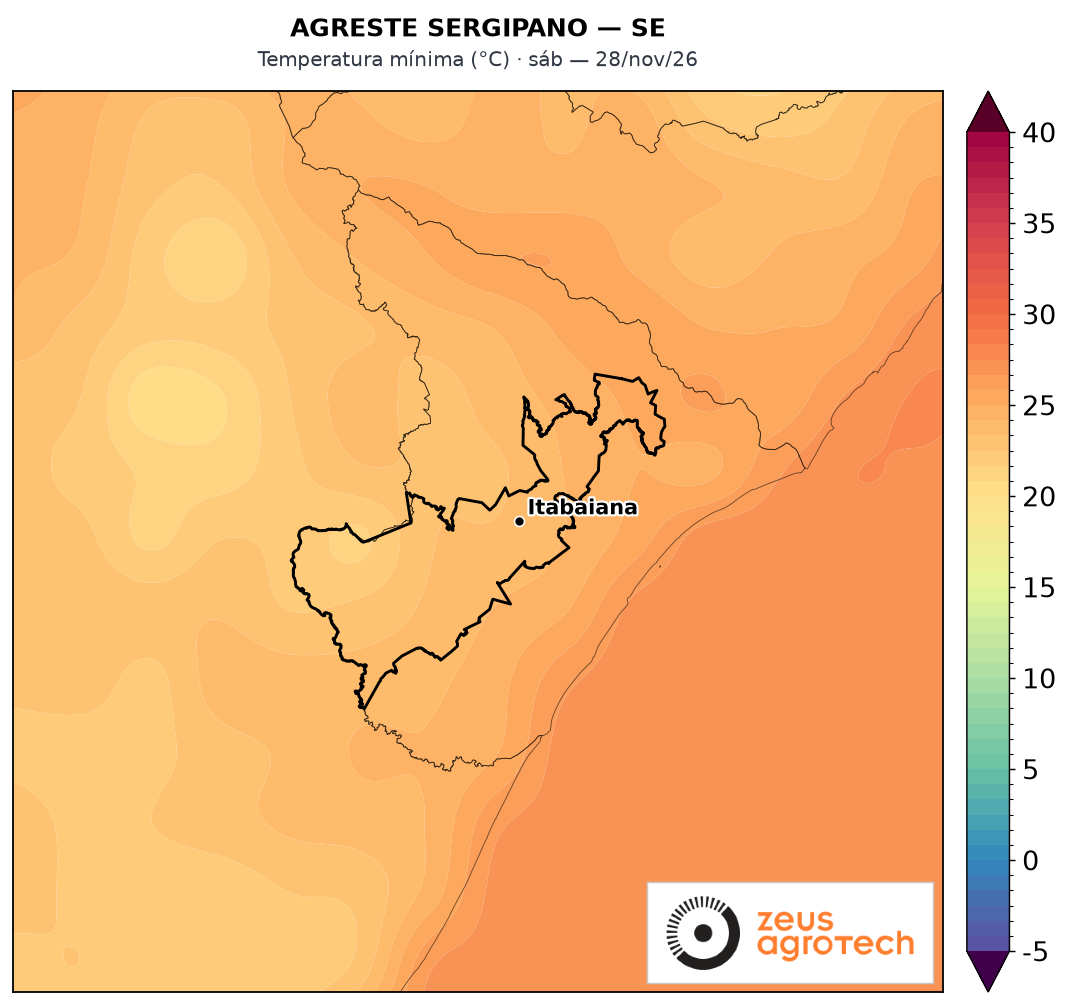 AGRESTE SERGIPANO — SE
Temperatura mínima (°C) · sáb — 28/nov/26
40
35
30
25
20
15
10
5
0
-5
Itabaiana
zeus
agrotech